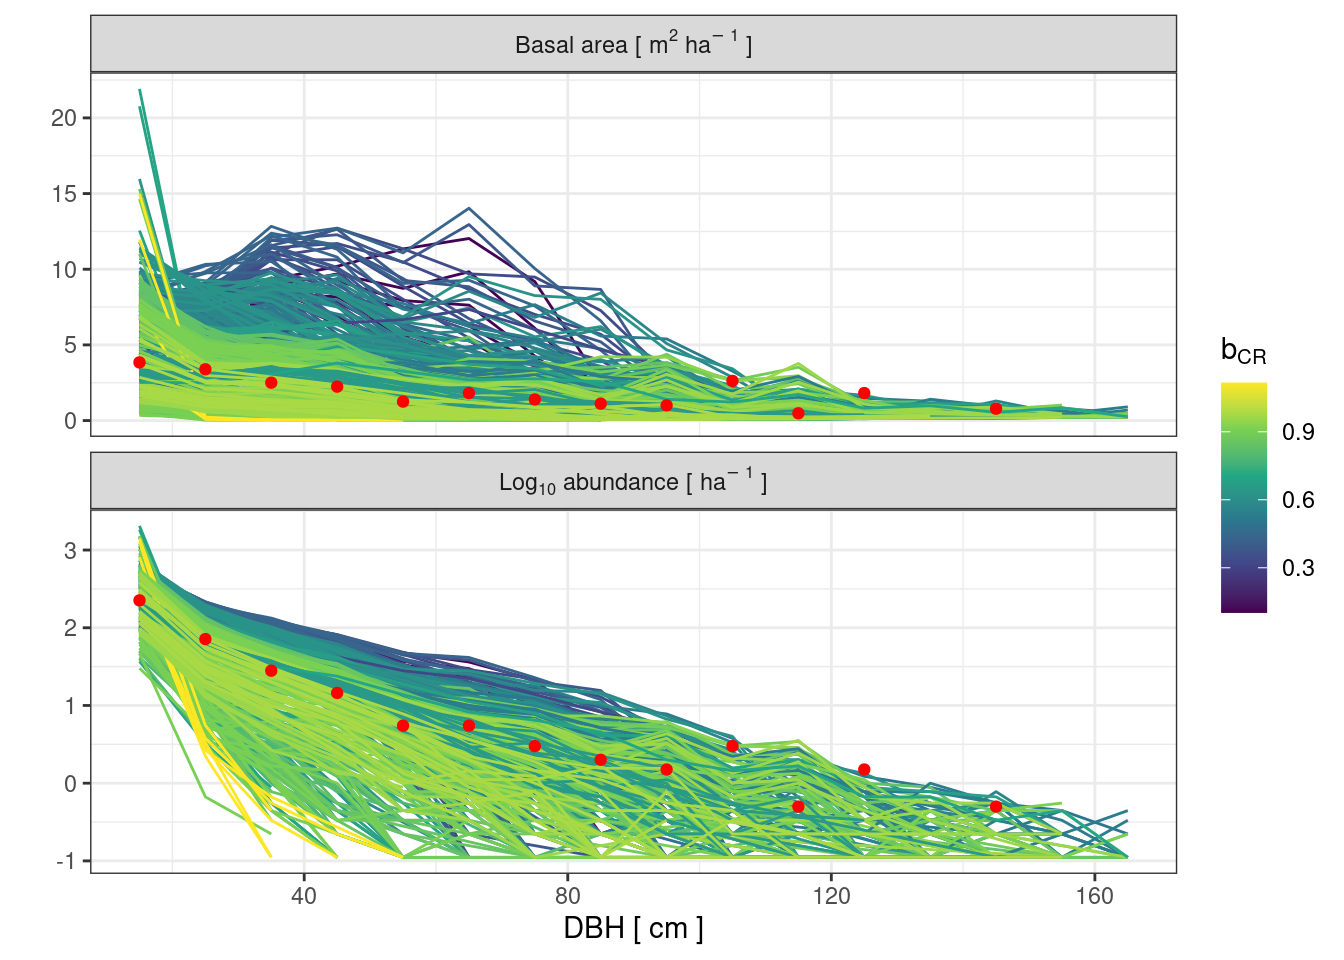 Basal area [ m² ha⁻¹ ]
20
15
10
5
0
Log₁₀ abundance [ ha⁻¹ ]
3
2
1
0
-1
40 80 120 160
DBH [ cm ]
bCR
0.9
0.6
0.3